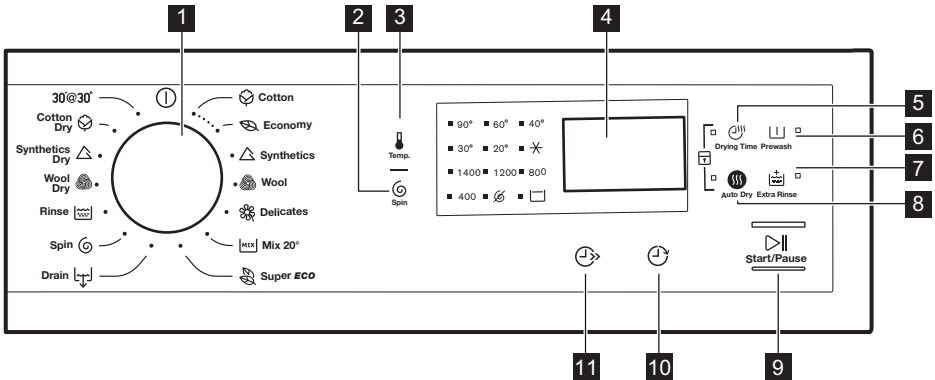 1
2
3
4
30'@30°
Cotton
Dry
Synthetics
Dry
Wool
Dry
Rinse
Spin
Drain
Cotton
Economy
Synthetics
Wool
Delicates
MIX Mix 20°
Super ECO
Temp.
Spin
90° 60° 40°
30° 20°
1400 1200 800
400
Drying Time Prewash
Auto Dry Extra Rinse
Start/Pause
5
6
7
8
11
10
9